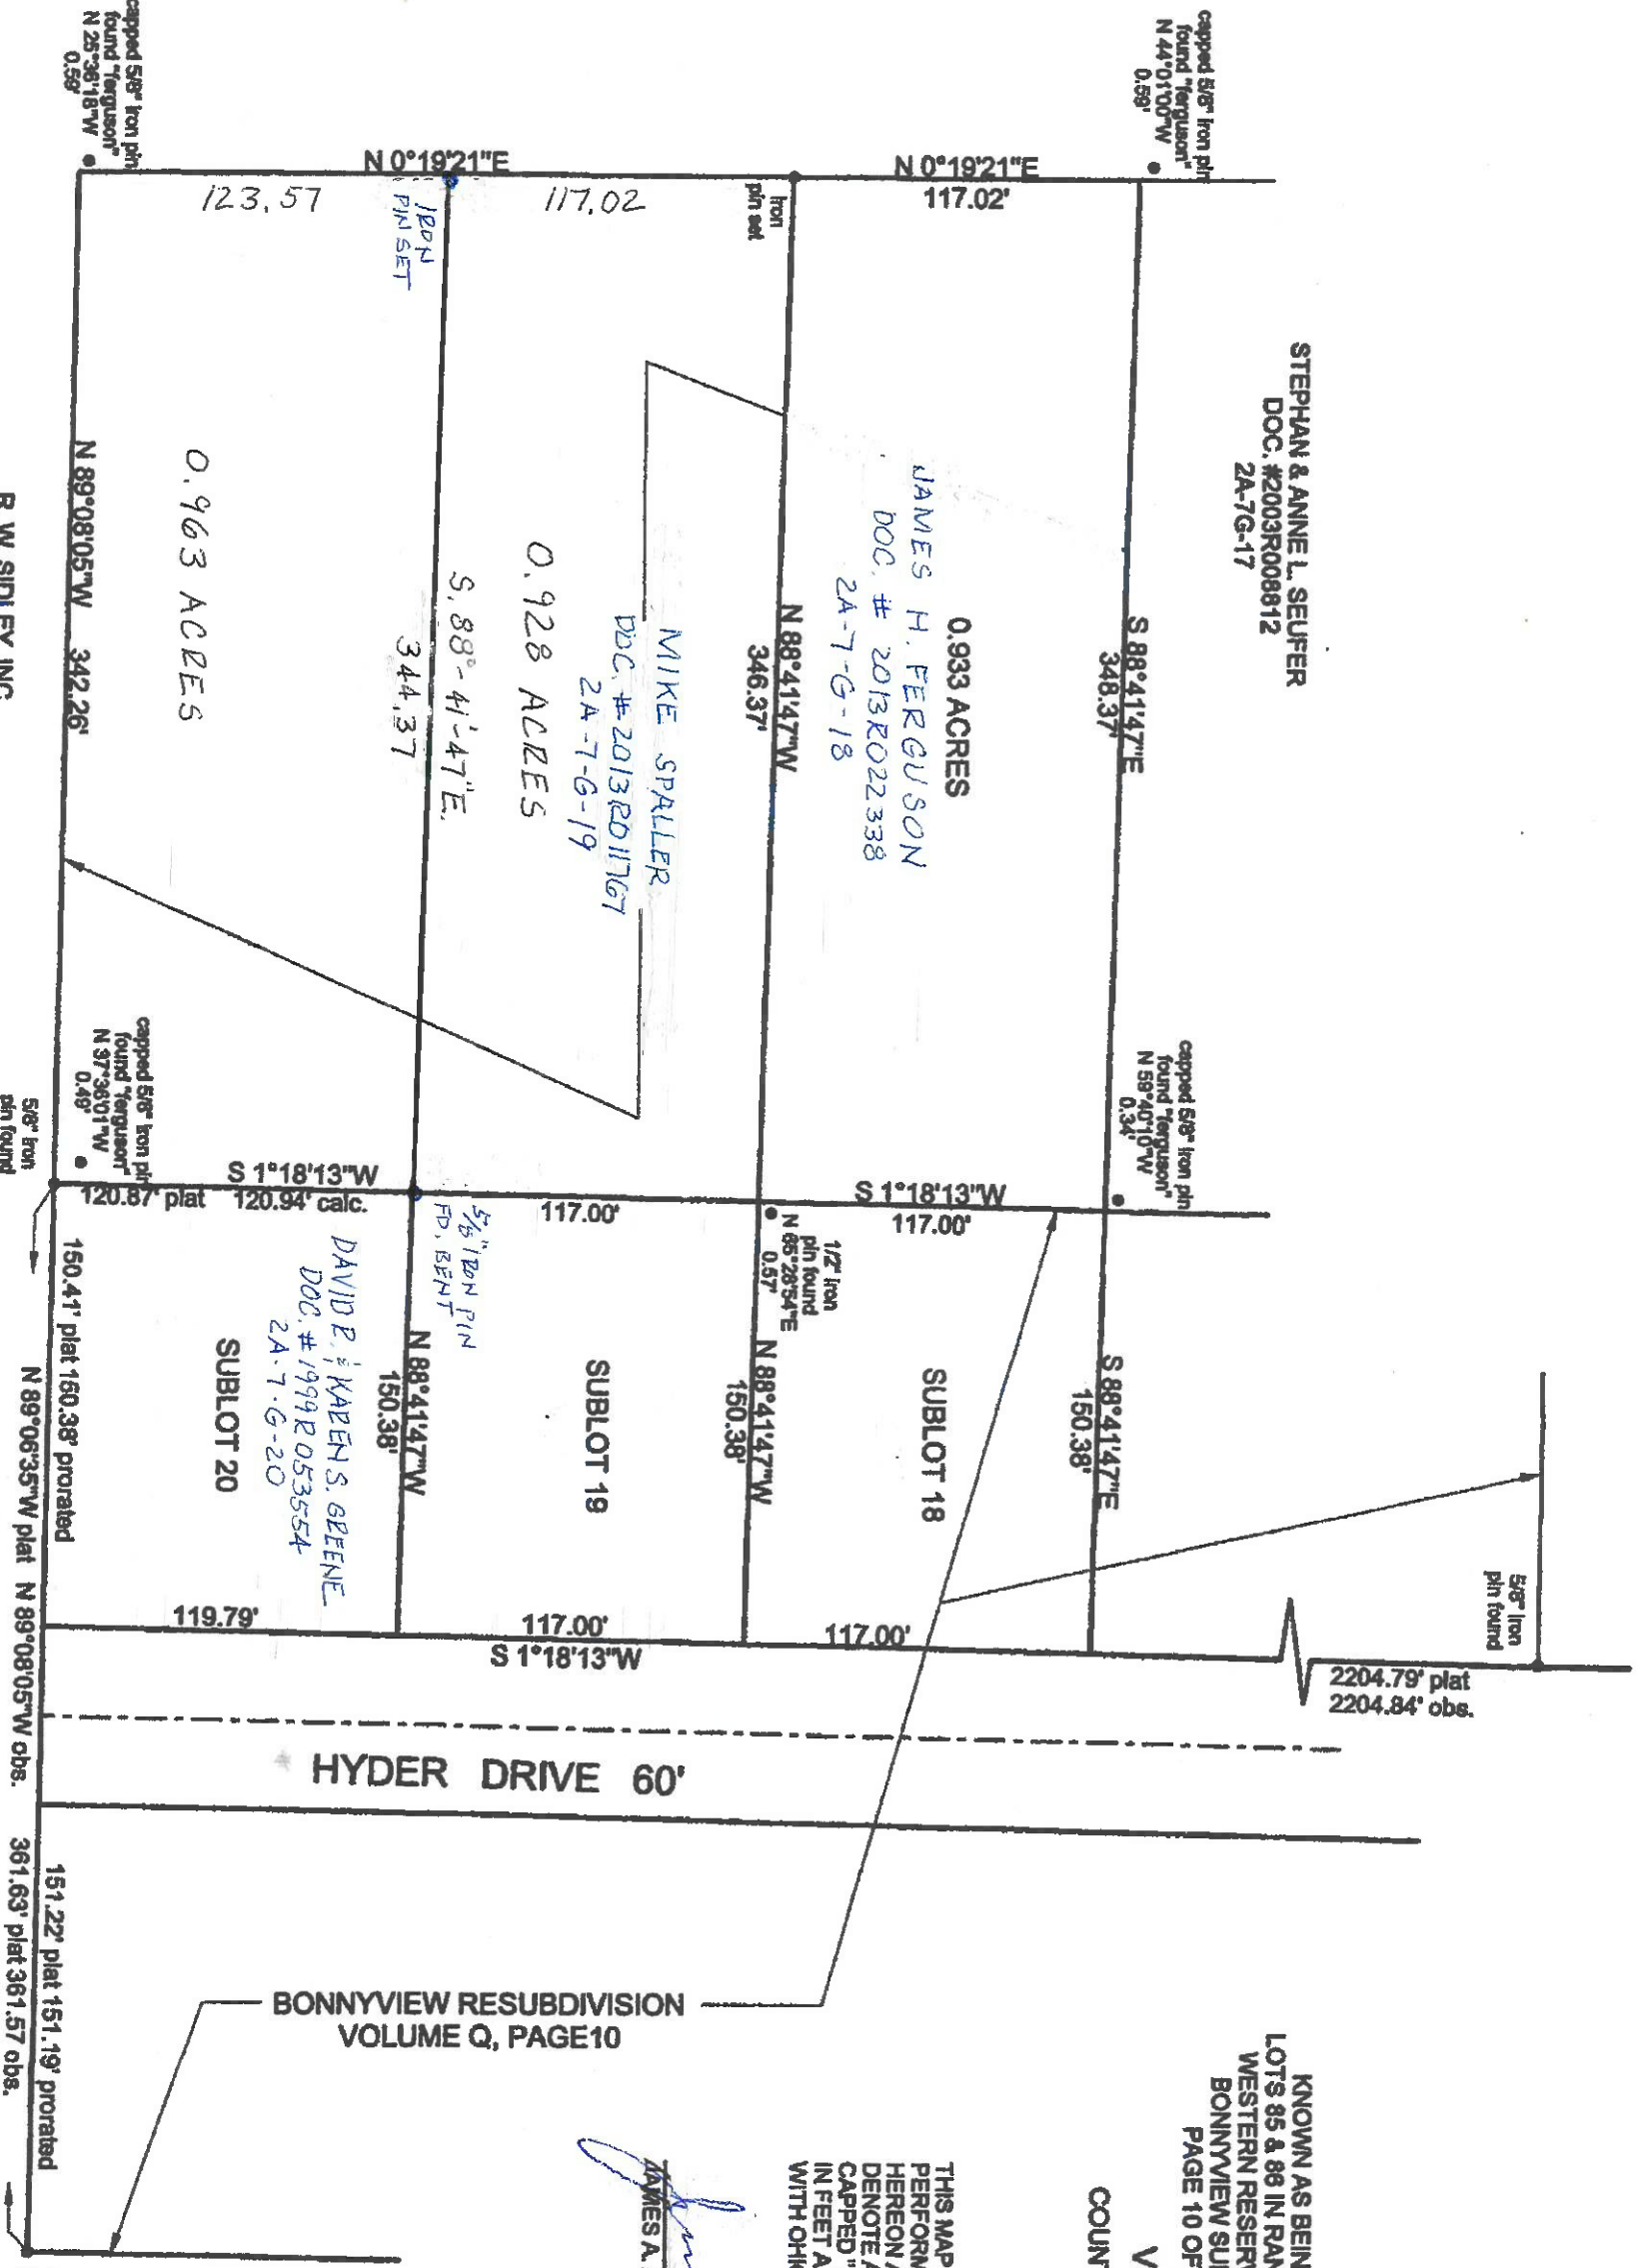 capped 5/8" iron pin
found "ferguson"
N 44°01'00"W
0.59'
STEPHAN & ANNE L. SEUFER
DOC. #2003R008812
2A-7G-17
capped 5/8" iron pin
found "ferguson"
N 59°40'10"W
0.34'
5/8" iron
pin found
2204.79' plat
2204.84' obs.
N 0°19'21"E
117.02'
S 88°41'47"E
348.37'
S 88°41'47"E
150.38'
0.933 ACRES
JAMES H. FERGUSON
DOC. # 2013R022338
2A-7-G-18
S 1°18'13"W
117.00'
SUBLOT 18
117.00'
Iron
pin set
N 88°41'47"W
346.37'
1/2" iron
pin found
N 65°28'54"E
0.57'
N 88°41'47"W
150.38'
N 0°19'21"E
117.02
MIKE SPALLER
DOC. #2013R011767
2A-7-G-19
0.928 ACRES
117.00'
SUBLOT 19
117.00'
S 1°18'13"W
IRON
PIN SET
S. 88°-41'-47"E.
344.37
5/8" IRON PIN
FD. BENT
N 88°41'47"W
150.38'
123.57
0.963 ACRES
S 1°18'13"W
120.87' plat 120.94' calc.
DAVID R. & KAREN S. GREENE
DOC. #1999R053554
2A-7-G-20
SUBLOT 20
119.79'
HYDER DRIVE 60'
capped 5/8" iron pin
found "ferguson"
N 25°36'18"W
0.59'
N 89°08'05"W 342.26'
capped 5/8" iron pin
found "ferguson"
N 37°36'01"W
0.49'
5/8" iron
pin found
150.41' plat 150.38' prorated
N 89°06'35"W plat N 89°08'05"W obs. 361.63' plat 361.57 obs.
151.22' plat 151.19' prorated
R W SIDLEY INC
BONNYVIEW RESUBDIVISION
VOLUME Q, PAGE10
KNOWN AS BEIN
LOTS 85 & 86 IN RAN
WESTERN RESER
BONNYVIEW SU
PAGE 10 OF
V
COUN
THIS MAP
PERFORM
HEREON A
DENOTE A
CAPPED "
IN FEET A
WITH OHI
JAMES A.